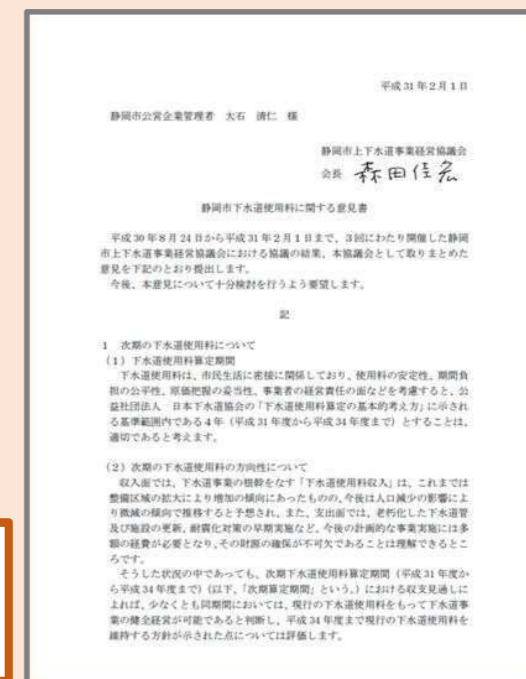 平成31年2月1日
静岡市公営企業管理者 大石 清仁 様
静岡市上下水道事業経営協議会
会長 森田佳宏
静岡市下水道使用料に関する意見書
平成30年8月24日から平成31年2月1日まで、3回にわたり開催した静岡
市上下水道事業経営協議会における協議の結果、本協議会として取りまとめた
意見を下記のとおり提出します。
今後、本意見について十分検討を行うよう要望します。
記
1 次期の下水道使用料について
(1)下水道使用料算定期間
下水道使用料は、市民生活に密接に関係しており、使用料の安定性、期間負
担の公平性、原価把握の妥当性、事業者の経営責任の面などを考慮すると、公
益社団法人 日本下水道協会の「下水道使用料算定の基本的考え方」に示され
る基準範囲内である4年(平成31年度から平成34年度まで)とすることは、
適切であると考えます。
(2)次期の下水道使用料の方向性について
収入面では、下水道事業の根幹をなす「下水道使用料収入」は、これまでは
整備区域の拡大により増加の傾向にあったものの、今後は人口減少の影響によ
り微減の傾向で推移すると予想され、また、支出面では、老朽化した下水道管
及び施設の更新、耐震化対策の早期実施など、今後の計画的な事業実施には多
額の経費が必要となり、その財源の確保が不可欠であることは理解できるとこ
ろです。
そうした状況の中であっても、次期下水道使用料算定期間(平成31年度か
ら平成34年度まで)(以下、「次期算定期間」という。)における収支見通しに
よれば、少なくとも同期間においては、現行の下水道使用料をもって下水道事
業の健全経営が可能であると判断し、平成34年度まで現行の下水道使用料を
維持する方針が示された点については評価します。